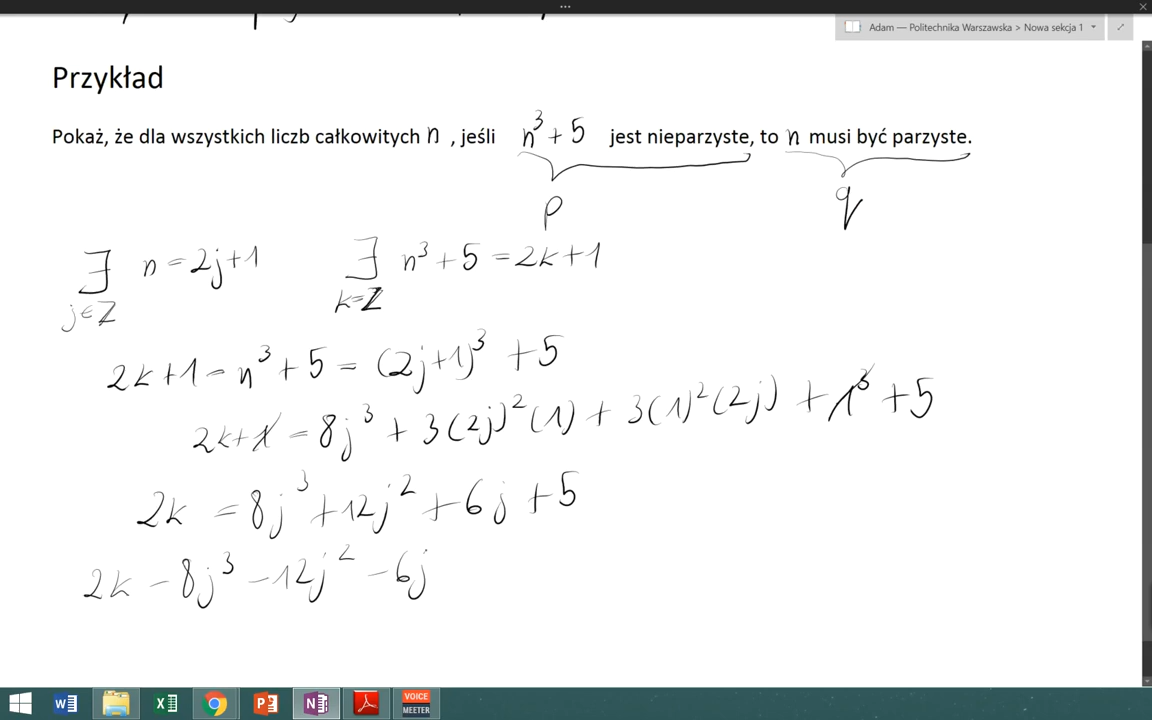 Adam — Politechnika Warszawska > Nowa sekcja 1
Przykład
Pokaż, że dla wszystkich liczb całkowitych n , jeśli n³ + 5 jest nieparzyste, to n musi być parzyste.
p q
∃ n = 2j+1 ∃ n³ + 5 = 2k+1
j∈ℤ k=ℤ
2k+1 = n³ + 5 = (2j+1)³ + 5
2k+1 = 8j³ + 3(2j)²(1) + 3(1)²(2j) + 1³ + 5
2k = 8j³ + 12j² + 6j + 5
2k - 8j³ - 12j² - 6j
VOICE
MEETER